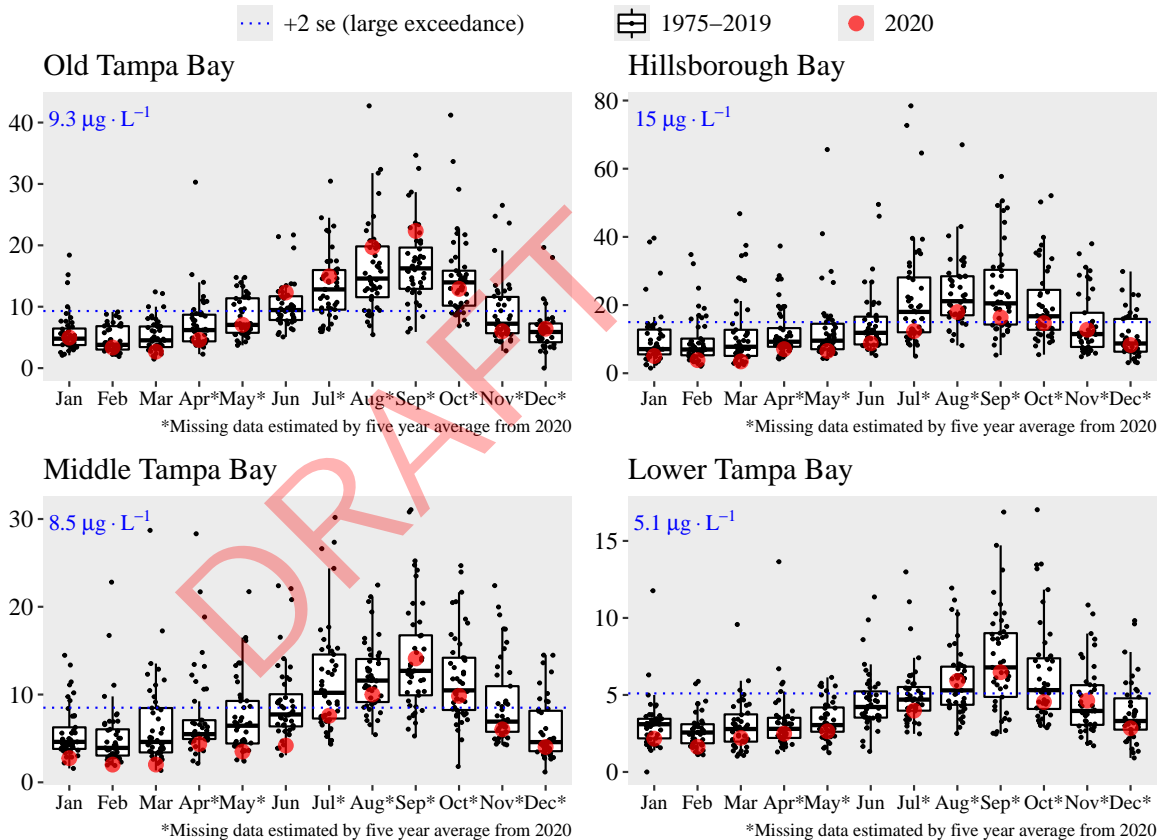 +2 se (large exceedance) 1975–2019 2020
Old Tampa Bay
9.3 μg · L⁻¹
40
30
20
10
0
Jan Feb Mar Apr* May* Jun Jul* Aug* Sep* Oct* Nov* Dec*
*Missing data estimated by five year average from 2020
Hillsborough Bay
15 μg · L⁻¹
80
60
40
20
0
Jan Feb Mar Apr* May* Jun Jul* Aug* Sep* Oct* Nov* Dec*
*Missing data estimated by five year average from 2020
DRAFT
Middle Tampa Bay
8.5 μg · L⁻¹
30
20
10
0
Jan Feb Mar Apr* May* Jun Jul* Aug* Sep* Oct* Nov* Dec*
*Missing data estimated by five year average from 2020
Lower Tampa Bay
5.1 μg · L⁻¹
15
10
5
0
Jan Feb Mar Apr* May* Jun Jul* Aug* Sep* Oct* Nov* Dec*
*Missing data estimated by five year average from 2020